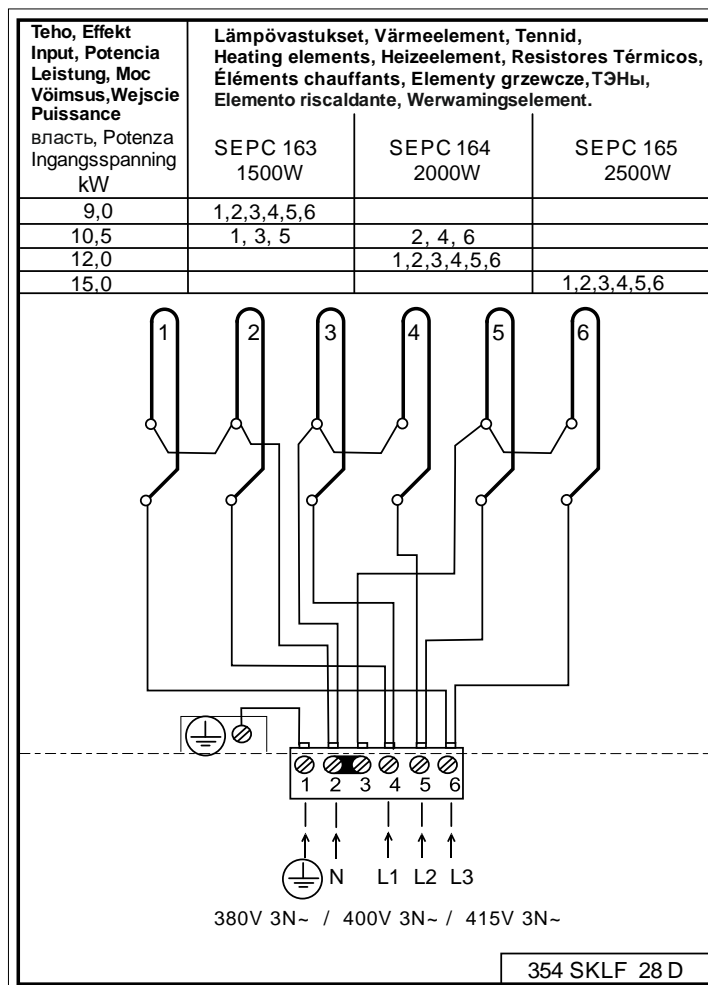 Teho, Effekt
Input, Potencia
Leistung, Moc
Vöimsus,Wejscie
Puissance
власть, Potenza
Ingangsspanning
kW
Lämpövastukset, Värmeelement, Tennid,
Heating elements, Heizeelement, Resistores Térmicos,
Éléments chauffants, Elementy grzewcze,ТЭНы,
Elemento riscaldante, Werwamingselement.
SEPC 163
1500W
SEPC 164
2000W
SEPC 165
2500W
9,0 1,2,3,4,5,6
10,5 1, 3, 5 2, 4, 6
12,0 1,2,3,4,5,6
15,0 1,2,3,4,5,6
1 2 3 4 5 6
1 2 3 4 5 6
N L1 L2 L3
380V 3N~ / 400V 3N~ / 415V 3N~
354 SKLF 28 D